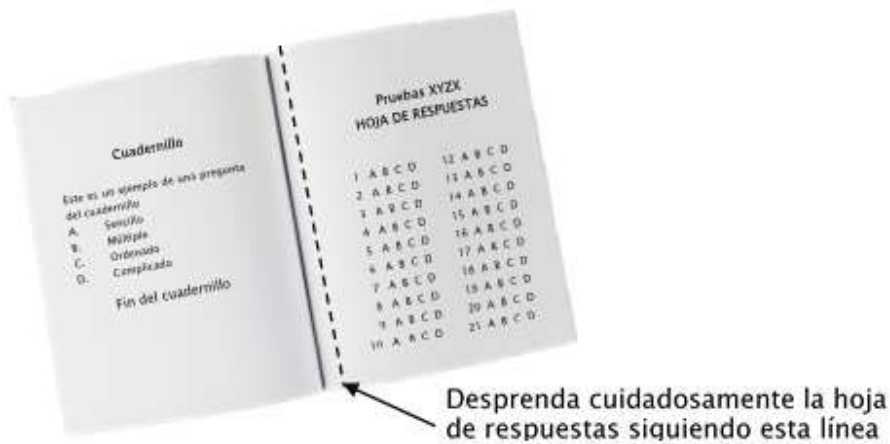 Cuadernillo
Este es un ejemplo de una pregunta
del cuadernillo
A. Sencillo
B. Múltiple
C. Ordenado
D. Complicado
Fin del cuadernillo
Pruebas XYZX
HOJA DE RESPUESTAS
1 A B C D
2 A B C D
3 A B C D
4 A B C D
5 A B C D
6 A B C D
7 A B C D
8 A B C D
9 A B C D
10 A B C D
12 A B C D
13 A B C D
14 A B C D
15 A B C D
16 A B C D
17 A B C D
18 A B C D
19 A B C D
20 A B C D
21 A B C D
Desprenda cuidadosamente la hoja
de respuestas siguiendo esta línea